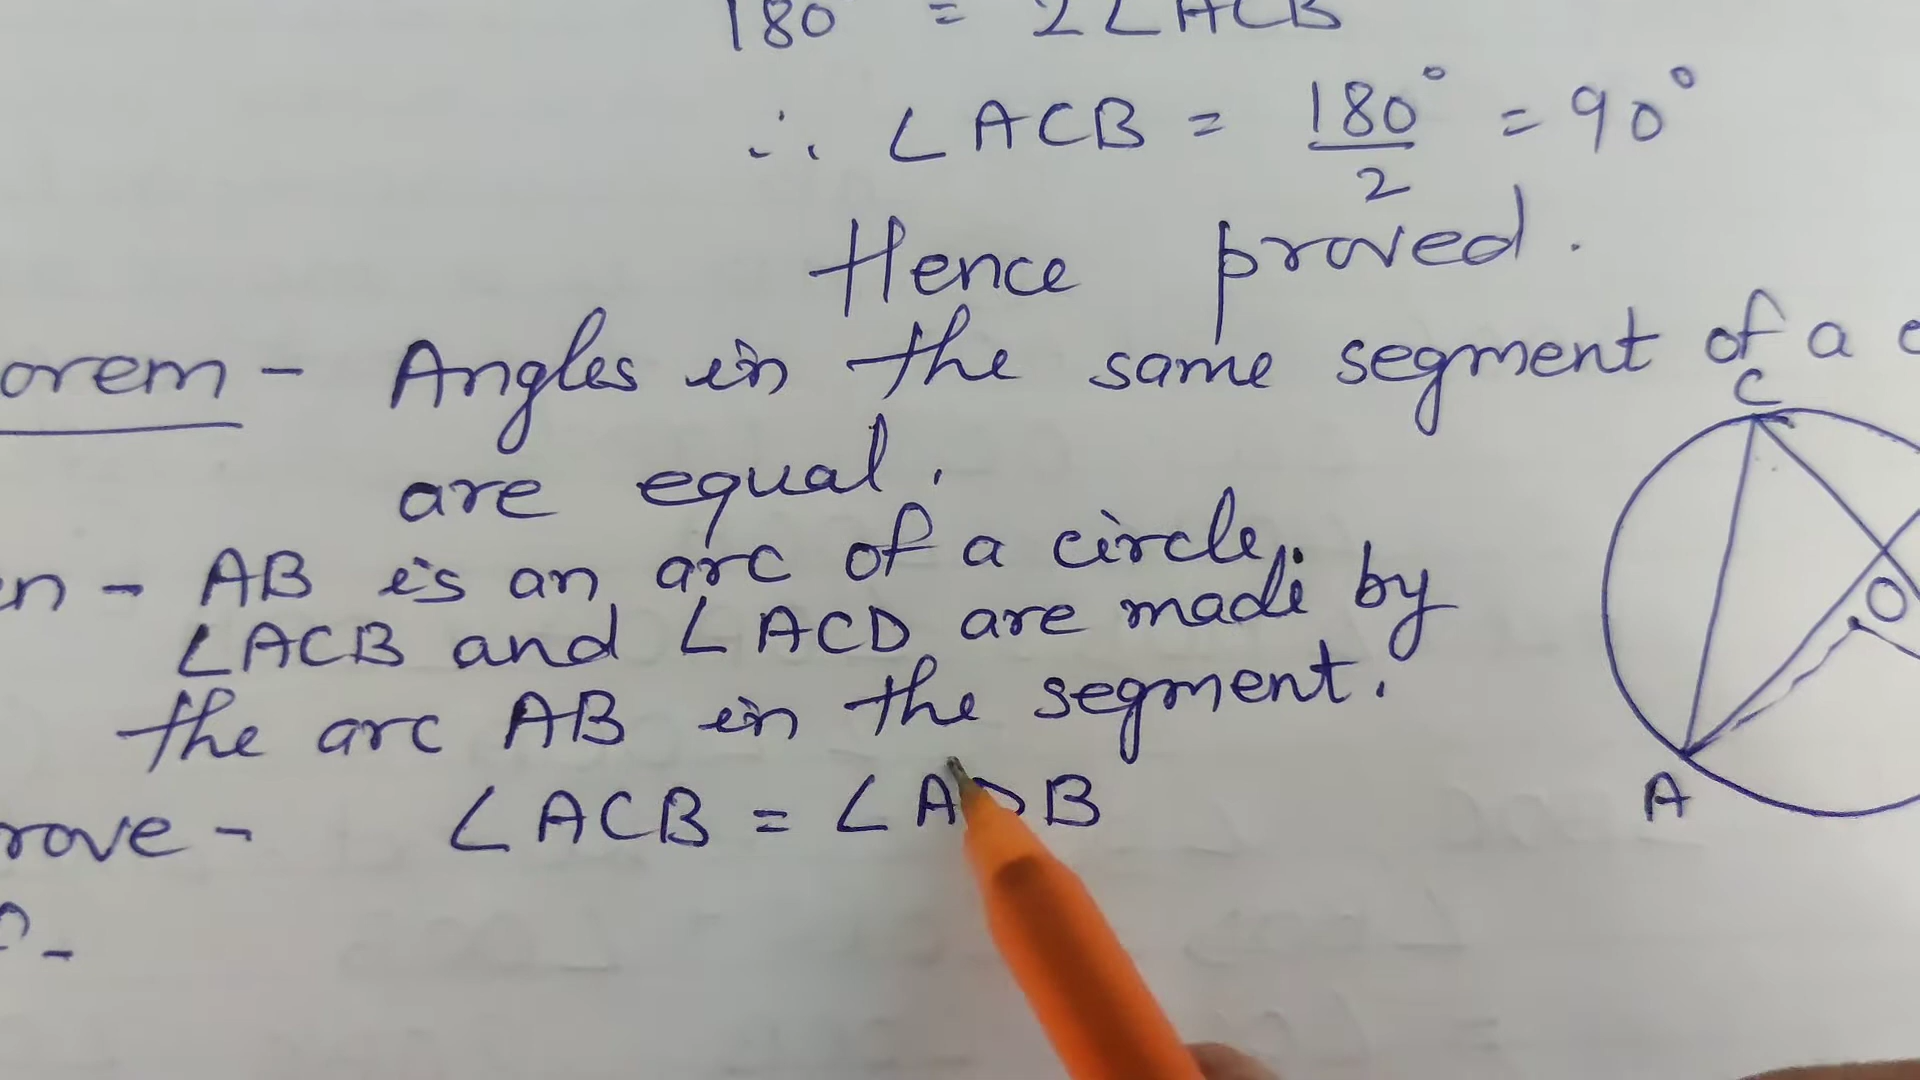 180 = 2∠ACB
∴ ∠ACB = 180°/2 = 90°
Hence proved.
orem - Angles in the same segment of a c
are equal.
en - AB is an arc of a circle.
∠ACB and ∠ACD are made by
the arc AB in the segment.
rove - ∠ACB = ∠ADB
C
O
A